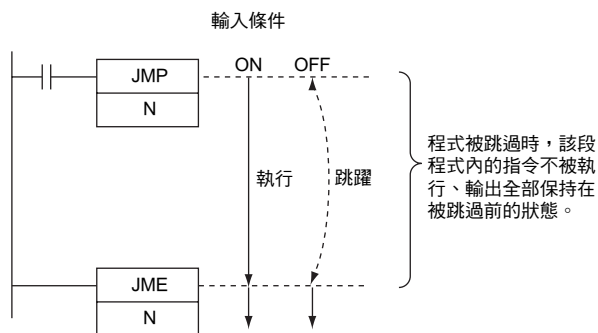 輸入條件
JMP
N
ON
OFF
執行
跳躍
程式被跳過時，該段
程式內的指令不被執
行、輸出全部保持在
被跳過前的狀態。
JME
N